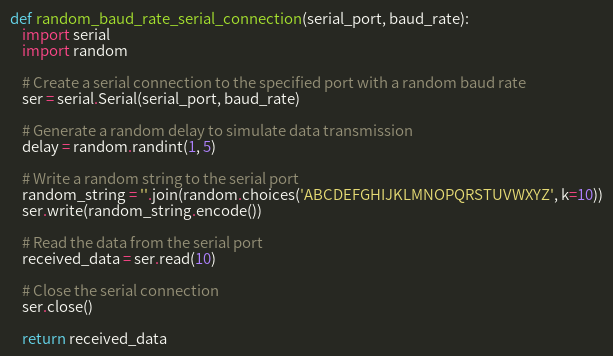 def random_baud_rate_serial_connection(serial_port, baud_rate):
    import serial
    import random

    # Create a serial connection to the specified port with a random baud rate
    ser = serial.Serial(serial_port, baud_rate)

    # Generate a random delay to simulate data transmission
    delay = random.randint(1, 5)

    # Write a random string to the serial port
    random_string = ''.join(random.choices('ABCDEFGHIJKLMNOPQRSTUVWXYZ', k=10))
    ser.write(random_string.encode())

    # Read the data from the serial port
    received_data = ser.read(10)

    # Close the serial connection
    ser.close()

    return received_data